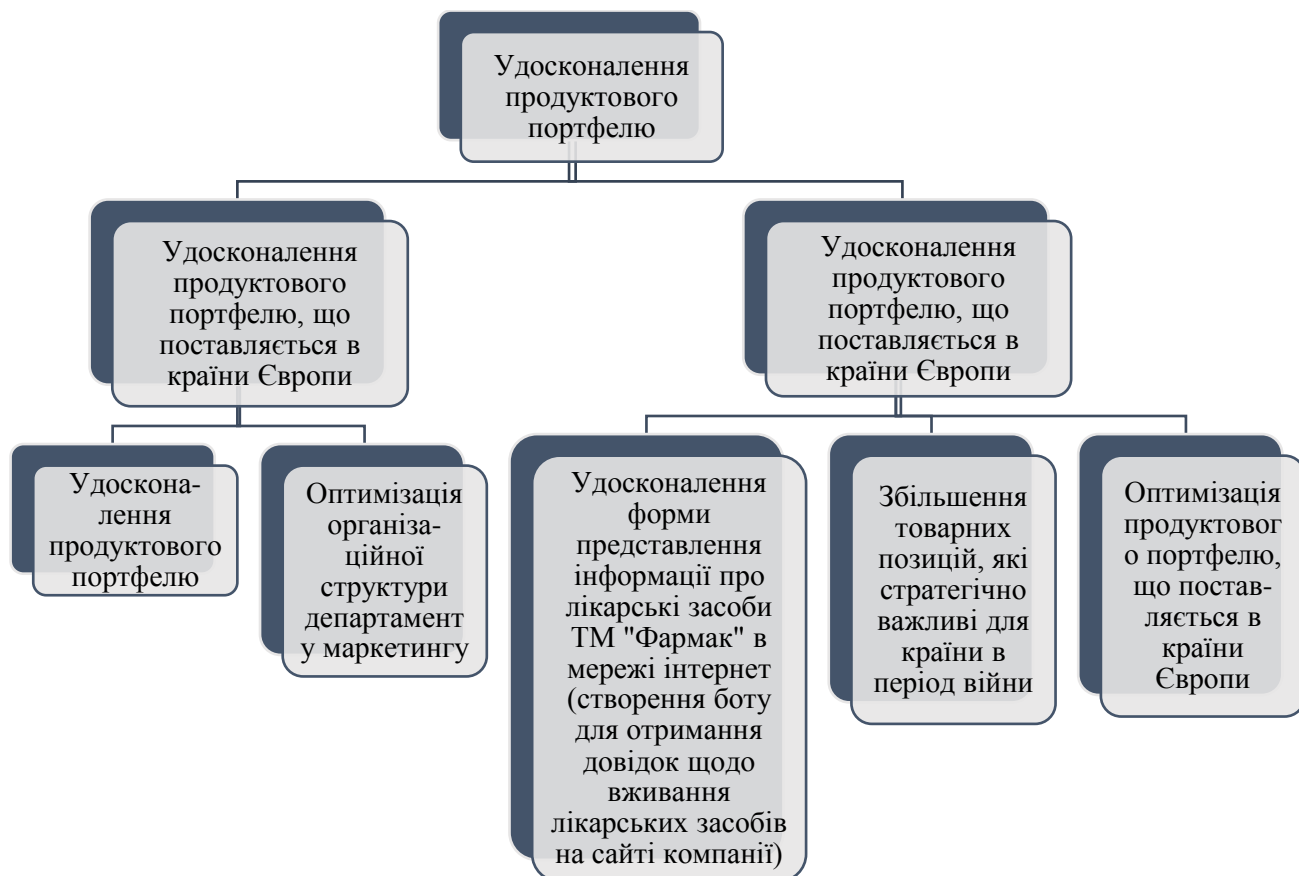 Удосконалення
продуктового
портфелю
Удосконалення
продуктового
портфелю, що
поставляється в
країни Європи
Удосконалення
продуктового
портфелю, що
поставляється в
країни Європи
Удоскона-
лення
продуктового
портфелю
Оптимізація
організа-
ційної
структури
департамент
у маркетингу
Удосконалення
форми
представлення
інформації про
лікарські засоби
ТМ "Фармак" в
мережі інтернет
(створення боту
для отримання
довідок щодо
вживання
лікарських засобів
на сайті компанії)
Збільшення
товарних
позицій, які
стратегічно
важливі для
країни в
період війни
Оптимізація
продуктовог
о портфелю,
що постав-
ляється в
країни
Європи